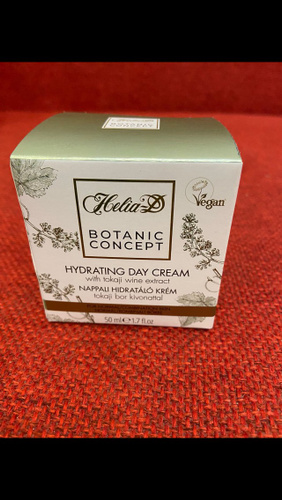 Helia-D
Vegan
BOTANIC
CONCEPT
HYDRATING DAY CREAM
with tokaji wine extract
NAPPALI HIDRATÁLÓ KRÉM
tokaji bor kivonattal
50 ml e 1.7 fl.oz